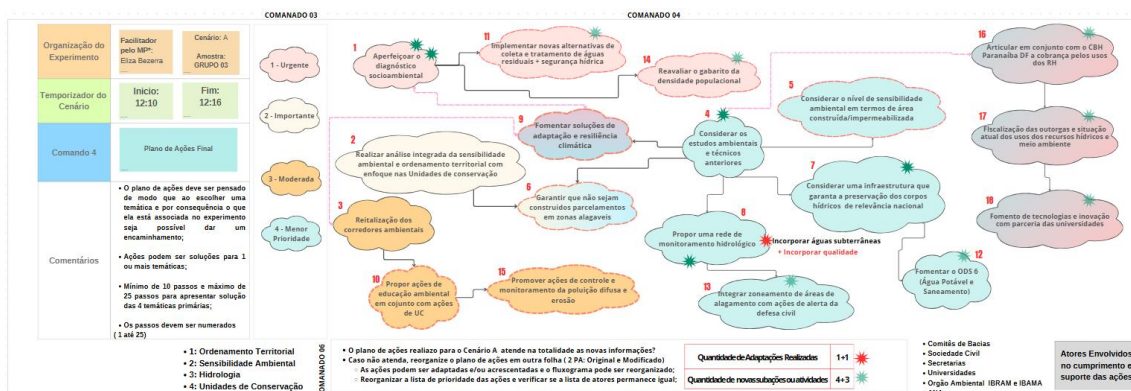 COMANADO 03
COMANADO 04
Organização do
Experimento
Facilitador
pelo MP*:
Eliza Bezerra
Cenário: A
Amostra:
GRUPO 03
Temporizador do
Cenário
Inicio:
12:10
Fim:
12:16
Comando 4
Plano de Ações Final
Comentários
• O plano de ações deve ser pensado
de modo que ao escolher uma
temática e por consequência o que
ela está associada no experimento
seja possível dar um
encaminhamento;
• Ações podem ser soluções para 1
ou mais temáticas;
• Mínimo de 10 passos e máximo de
25 passos para apresentar solução
das 4 temáticas primárias;
• Os passos devem ser numerados
( 1 até 25)
1 - Urgente
2 - Importante
3 - Moderada
4 - Menor
Prioridade
1
Aperfeiçoar o
diagnóstico
socioambiental
11
Implementar novas alternativas de
coleta e tratamento de águas
residuais + segurança hídrica
14
Reavaliar o gabarito da
densidade populacional
16
Articular em conjunto com o CBH
Paranaíba DF a cobrança pelos usos
dos RH
5
Considerar o nível de sensibilidade
ambiental em termos de área
construída/impermeabilizada
9
Fomentar soluções de
adaptação e resiliência
climática
4
Considerar os
estudos ambientais
e técnicos
anteriores
17
Fiscalização das outorgas e situação
atual dos usos dos recursos hídricos e
meio ambiente
2
Realizar análise integrada da sensibilidade
ambiental e ordenamento territorial com
enfoque nas Unidades de conservação
7
Considerar uma infraestrutura que
garanta a preservação dos corpos
hídricos de relevância nacional
6
Garantir que não sejam
construídos parcelamentos
em zonas alagaveis
18
Fomento de tecnologias e inovação
com parceria das universidades
3
Reitalização dos
corredores ambientais
8
Propor uma rede de
monitoramento hidrológico
Incorporar águas subterrâneas
+ Incorporar qualidade
12
Fomentar o ODS 6
(Água Potável e
Saneamento)
10
Propor ações de
educação ambiental
em cojunto com ações
de UC
15
Promover ações de controle e
monitoramento da poluição difusa e
erosão
13
Integrar zoneamento de áreas de
alagamento com ações de alerta da
defesa civil
• 1: Ordenamento Territorial
• 2: Sensibilidade Ambiental
• 3: Hidrologia
• 4: Unidades de Conservação
COMANADO 06
• O plano de ações realiazo para o Cenário A atende na totalidade as novas informações?
• Caso não atenda, reorganize o plano de ações em outra folha ( 2 PA: Original e Modificado)
○ As ações podem ser adaptadas e/ou acrescentadas e o fluxograma pode ser reorganizado;
○ Reorganizar a lista de prioridade das ações e verificar se a lista de atores permanece igual;
Quantidade de Adaptações Realizadas 1+1
Quantidade de novas subações ou atividades 4+3
• Comitês de Bacias
• Sociedade Civil
• Secretarias
• Universidades
• Orgão Ambiental IBRAM e IBAMA
Atores Envolvidos
no cumprimento e
suporte das ações